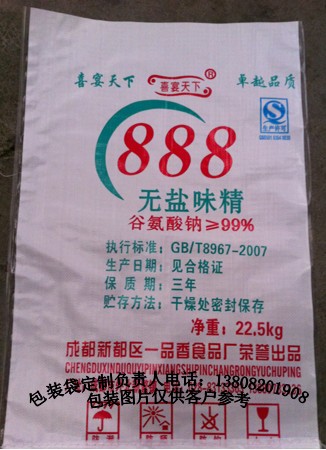 喜宴天下
喜宴天下
®
卓越品质
生产许可
888
无盐味精
谷氨酸钠≥99%
执行标准：GB/T8967-2007
生产日期：见合格证
保 质 期：三年
贮存方法：干燥处密封保存
净重：22.5kg
成都新都区一品香食品厂荣誉出品
CHENGDUXINDUQUYIPINXIANGSHIPINCHANGRONGYUCHUPING
包装袋定制负责人电话：13808201908
包装图片仅供客户参考